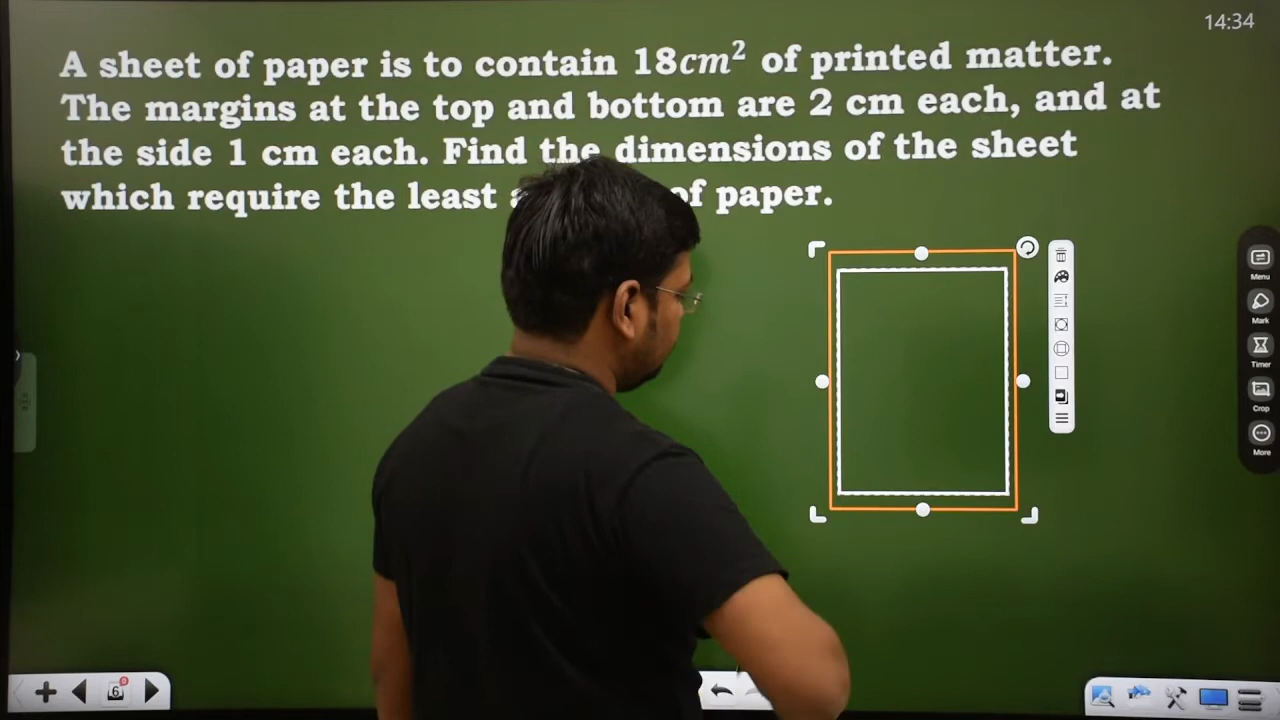 14:34
A sheet of paper is to contain 18cm² of printed matter.
The margins at the top and bottom are 2 cm each, and at
the side 1 cm each. Find the dimensions of the sheet
which require the least of paper.
Menu
Mark
Timer
Crop
More
6